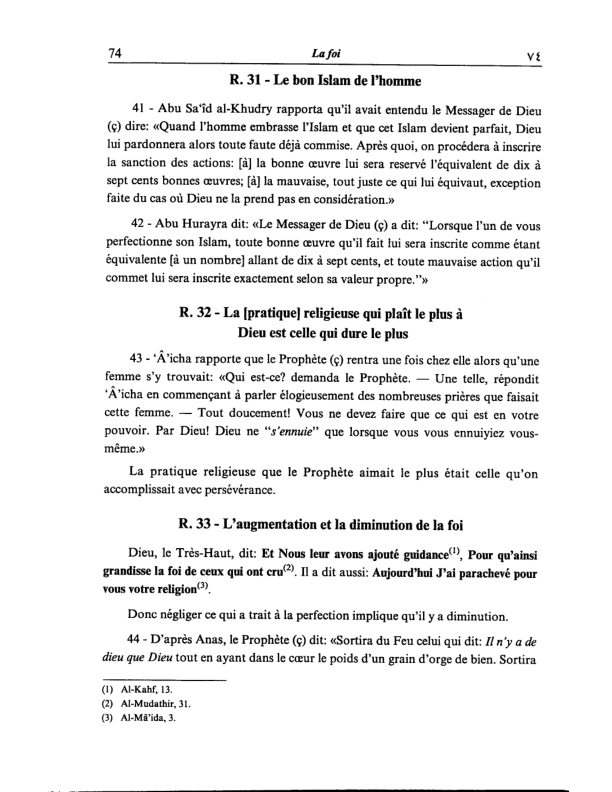 74 La foi ٧٤
R. 31 - Le bon Islam de l'homme
41 - Abu Sa‘îd al-Khudry rapporta qu'il avait entendu le Messager de Dieu
(ç) dire: «Quand l'homme embrasse l'Islam et que cet Islam devient parfait, Dieu
lui pardonnera alors toute faute déjà commise. Après quoi, on procédera à inscrire
la sanction des actions: [à] la bonne œuvre lui sera reservé l'équivalent de dix à
sept cents bonnes œuvres; [à] la mauvaise, tout juste ce qui lui équivaut, exception
faite du cas où Dieu ne la prend pas en considération.»
42 - Abu Hurayra dit: «Le Messager de Dieu (ç) a dit: “Lorsque l'un de vous
perfectionne son Islam, toute bonne œuvre qu'il fait lui sera inscrite comme étant
équivalente [à un nombre] allant de dix à sept cents, et toute mauvaise action qu'il
commet lui sera inscrite exactement selon sa valeur propre.”»
R. 32 - La [pratique] religieuse qui plaît le plus à
Dieu est celle qui dure le plus
43 - ‘Â’icha rapporte que le Prophète (ç) rentra une fois chez elle alors qu'une
femme s'y trouvait: «Qui est-ce? demanda le Prophète. — Une telle, répondit
‘Â’icha en commençant à parler élogieusement des nombreuses prières que faisait
cette femme. — Tout doucement! Vous ne devez faire que ce qui est en votre
pouvoir. Par Dieu! Dieu ne “s'ennuie” que lorsque vous vous ennuiyiez vous-
même.»
La pratique religieuse que le Prophète aimait le plus était celle qu'on
accomplissait avec persévérance.
R. 33 - L'augmentation et la diminution de la foi
Dieu, le Très-Haut, dit: Et Nous leur avons ajouté guidance(1), Pour qu'ainsi
grandisse la foi de ceux qui ont cru(2). Il a dit aussi: Aujourd'hui J'ai parachevé pour
vous votre religion(3).
Donc négliger ce qui a trait à la perfection implique qu'il y a diminution.
44 - D'après Anas, le Prophète (ç) dit: «Sortira du Feu celui qui dit: Il n'y a de
dieu que Dieu tout en ayant dans le cœur le poids d'un grain d'orge de bien. Sortira
(1) Al-Kahf, 13.
(2) Al-Mudathir, 31.
(3) Al-Mâ'ida, 3.